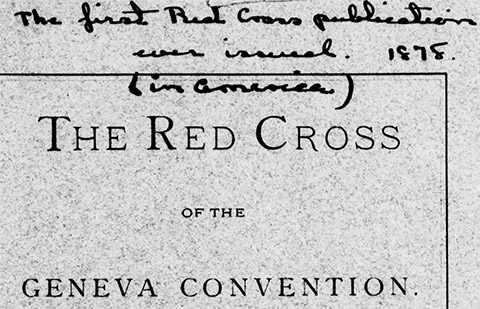 The first Red Cross publication
ever issued. 1878.
(in America)
THE RED CROSS
OF THE
GENEVA CONVENTION.